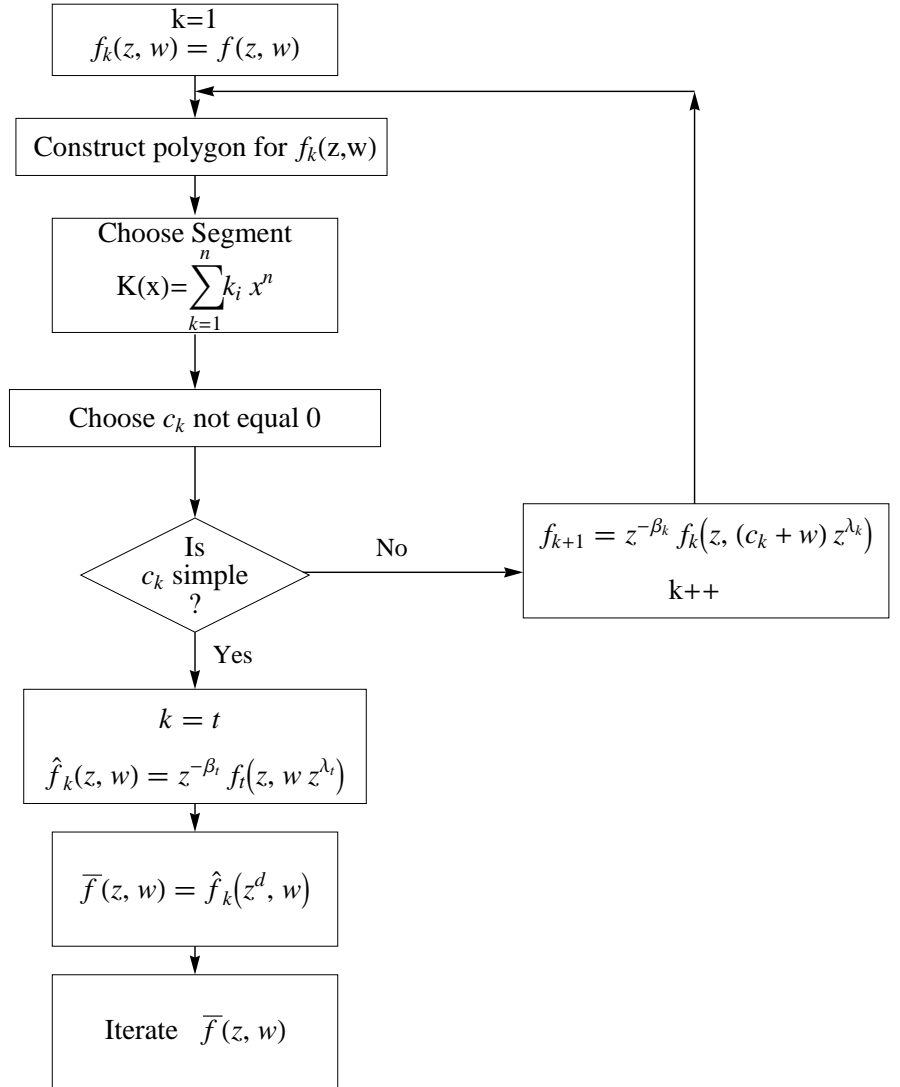 k=1
f_k(z, w) = f(z, w)
Construct polygon for f_k(z,w)
Choose Segment
K(x)=∑_{k=1}^{n} k_i x^n
Choose c_k not equal 0
Is
c_k simple
?
No
f_{k+1} = z^{-β_k} f_k(z, (c_k + w) z^{λ_k})
k++
Yes
k = t
f̂_k(z, w) = z^{-β_t} f_t(z, w z^{λ_t})
f̅(z, w) = f̂_k(z^d, w)
Iterate f̅(z, w)